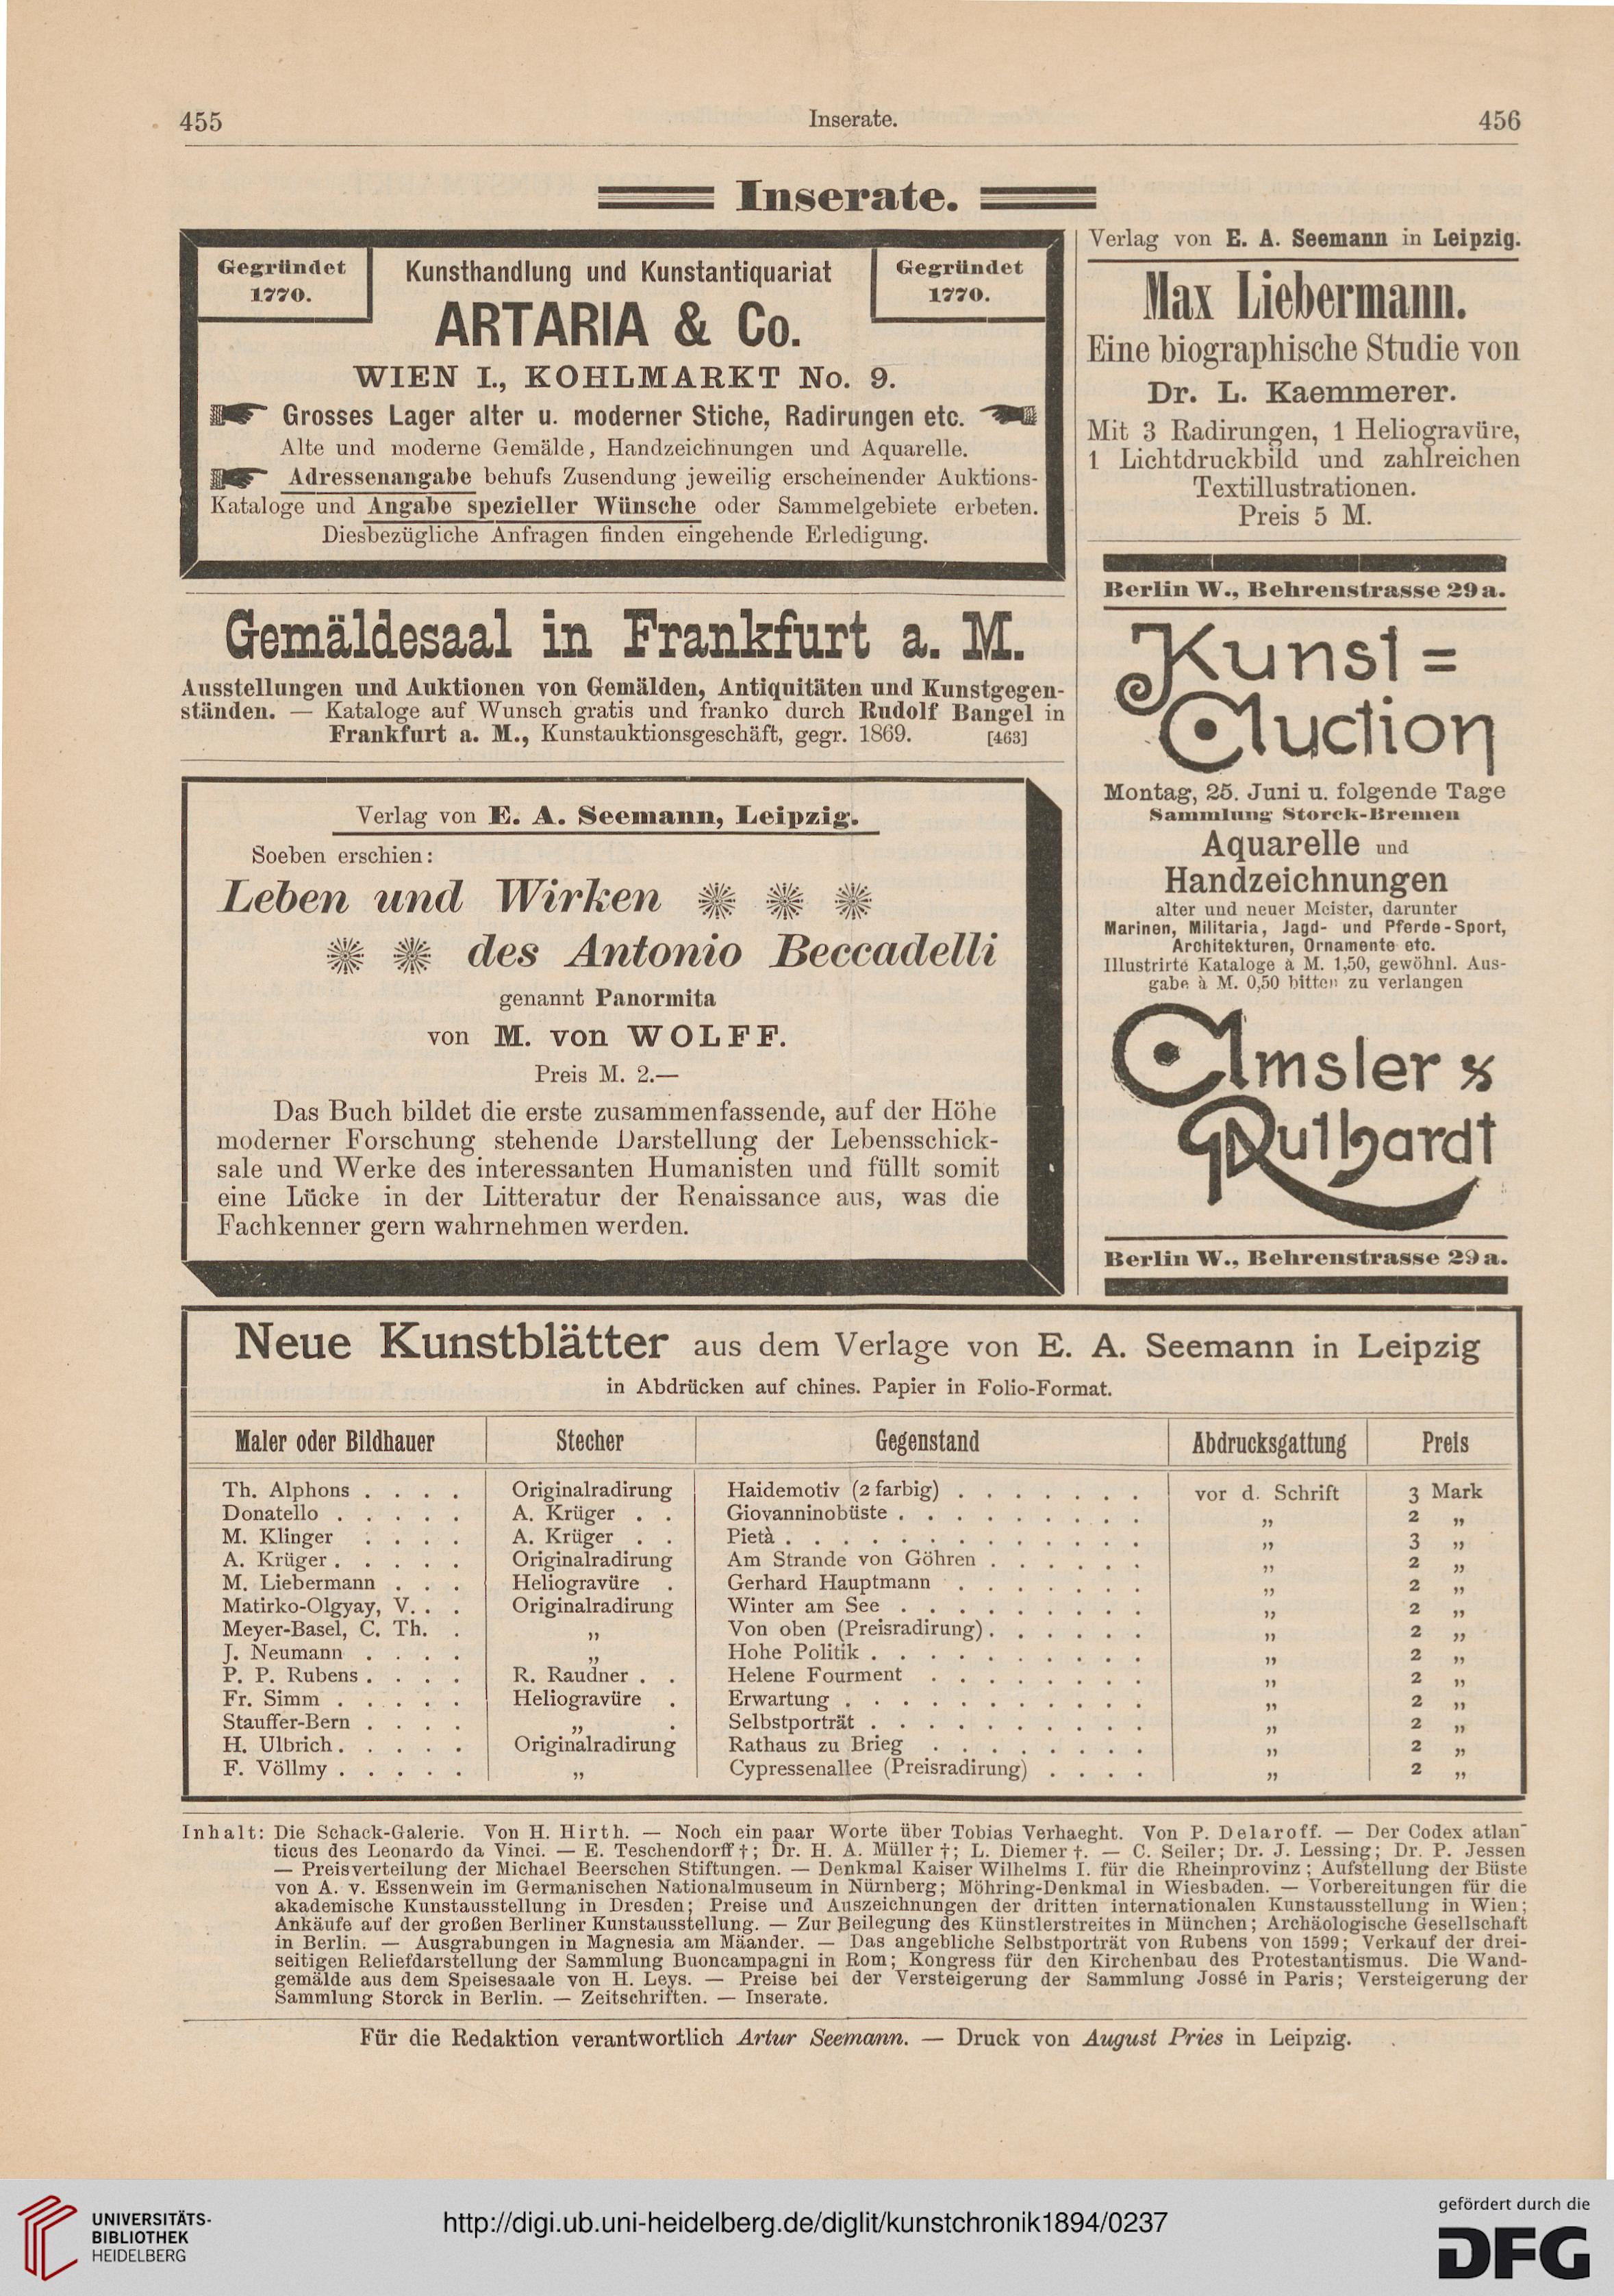 455
Inserate.
456
Inserate.
Gegründet
1770.
Kunsthandlung und Kunstantiquariat
Gegründet
1770.
ARTARIA & Co.
WIEN I., KOHLMARKT No. 9.
Grosses Lager alter u. moderner Stiche, Radirungen etc.
Alte und moderne Gemälde, Handzeichnungen und Aquarelle.
Adressenangabe behufs Zusendung jeweilig erscheinender Auktions-
Kataloge und Angabe spezieller Wünsche oder Sammelgebiete erbeten.
Diesbezügliche Anfragen finden eingehende Erledigung.
Gemäldesaal in Frankfurt a. M.
Ausstellungen und Auktionen von Gemälden, Antiquitäten und Kunstgegen-
ständen. — Kataloge auf Wunsch gratis und franko durch Rudolf Bangel in
Frankfurt a. M., Kunstauktionsgeschäft, gegr. 1869. [463]
Verlag von E. A. Seemann, Leipzig.
Soeben erschien:
Leben und Wirken
des Antonio Beccadelli
genannt Panormita
von M. von WOLFF.
Preis M. 2.—
Das Buch bildet die erste zusammenfassende, auf der Höhe
moderner Forschung stehende Darstellung der Lebensschick-
sale und Werke des interessanten Humanisten und füllt somit
eine Lücke in der Litteratur der Renaissance aus, was die
Fachkenner gern wahrnehmen werden.
Verlag von E. A. Seemann in Leipzig.
Max Liebermann.
Eine biographische Studie von
Dr. L. Kaemmerer.
Mit 3 Radirungen, 1 Heliogravüre,
1 Lichtdruckbild und zahlreichen
Textillustrationen.
Preis 5 M.
Berlin W., Behrenstrasse 29a.
Kunst=
Auction
Montag, 25. Juni u. folgende Tage
Sammlung Storck-Bremen
Aquarelle und
Handzeichnungen
alter und neuer Meister, darunter
Marinen, Militaria, Jagd- und Pferde-Sport,
Architekturen, Ornamente etc.
Illustrirte Kataloge à M. 1,50, gewöhnl. Aus-
gabe à M. 0,50 bitten zu verlangen
Amsler &
Ruthardt
Berlin W., Behrenstrasse 29a.
Neue Kunstblätter aus dem Verlage von E. A. Seemann in Leipzig
in Abdrücken auf chines. Papier in Folio-Format.
Maler oder Bildhauer Stecher Gegenstand Abdrucksgattung Preis
Th. Alphons . . . . Originalradirung Haidemotiv (2 farbig) . . . . . . . vor d. Schrift 3 Mark
Donatello . . . . . A. Krüger . . Giovanninobüste . . . . . . . . . „ 2 „
M. Klinger . . . . A. Krüger . . Pietà . . . . . . . . . . . . . „ 3 „
A. Krüger . . . . . Originalradirung Am Strande von Göhren . . . . . . „ 2 „
M. Liebermann . . . Heliogravüre . Gerhard Hauptmann . . . . . . . „ 2 „
Matirko-Olgyay, V. . . Originalradirung Winter am See . . . . . . . . . „ 2 „
Meyer-Basel, C. Th. . „ Von oben (Preisradirung) . . . . . . „ 2 „
J. Neumann . . . . „ Hohe Politik . . . . . . . . . . „ 2 „
P. P. Rubens . . . . R. Raudner . . Helene Fourment . . . . . . . . „ 2 „
Fr. Simm . . . . . Heliogravüre . Erwartung . . . . . . . . . . . „ 2 „
Stauffer-Bern . . . . „ . Selbstporträt . . . . . . . . . . „ 2 „
H. Ulbrich . . . . . Originalradirung Rathaus zu Brieg . . . . . . . . „ 2 „
F. Völlmy . . . . . „ Cypressenallee (Preisradirung) . . . . „ 2 „
Inhalt: Die Schack-Galerie. Von H. Hirth. — Noch ein paar Worte über Tobias Verhaeght. Von P. Delaroff. — Der Codex atlan-
ticus des Leonardo da Vinci. — E. Teschendorff †; Dr. H. A. Müller †; L. Diemer †. — C. Seiler; Dr. J. Lessing; Dr. P. Jessen
— Preisverteilung der Michael Beerschen Stiftungen. — Denkmal Kaiser Wilhelms I. für die Rheinprovinz; Aufstellung der Büste
von A. v. Essenwein im Germanischen Nationalmuseum in Nürnberg; Möhring-Denkmal in Wiesbaden. — Vorbereitungen für die
akademische Kunstausstellung in Dresden; Preise und Auszeichnungen der dritten internationalen Kunstausstellung in Wien;
Ankäufe auf der großen Berliner Kunstausstellung. — Zur Beilegung des Künstlerstreites in München; Archäologische Gesellschaft
in Berlin. — Ausgrabungen in Magnesia am Mäander. — Das angebliche Selbstporträt von Rubens von 1599; Verkauf der drei-
seitigen Reliefdarstellung der Sammlung Buoncampagni in Rom; Kongress für den Kirchenbau des Protestantismus. Die Wand-
gemälde aus dem Speisesaale von H. Leys. — Preise bei der Versteigerung der Sammlung Jossé in Paris; Versteigerung der
Sammlung Storck in Berlin. — Zeitschriften. — Inserate.
Für die Redaktion verantwortlich Artur Seemann. — Druck von August Pries in Leipzig.
UNIVERSITÄTS-
BIBLIOTHEK
HEIDELBERG
http://digi.ub.uni-heidelberg.de/diglit/kunstchronik1894/0237
gefördert durch die
DFG